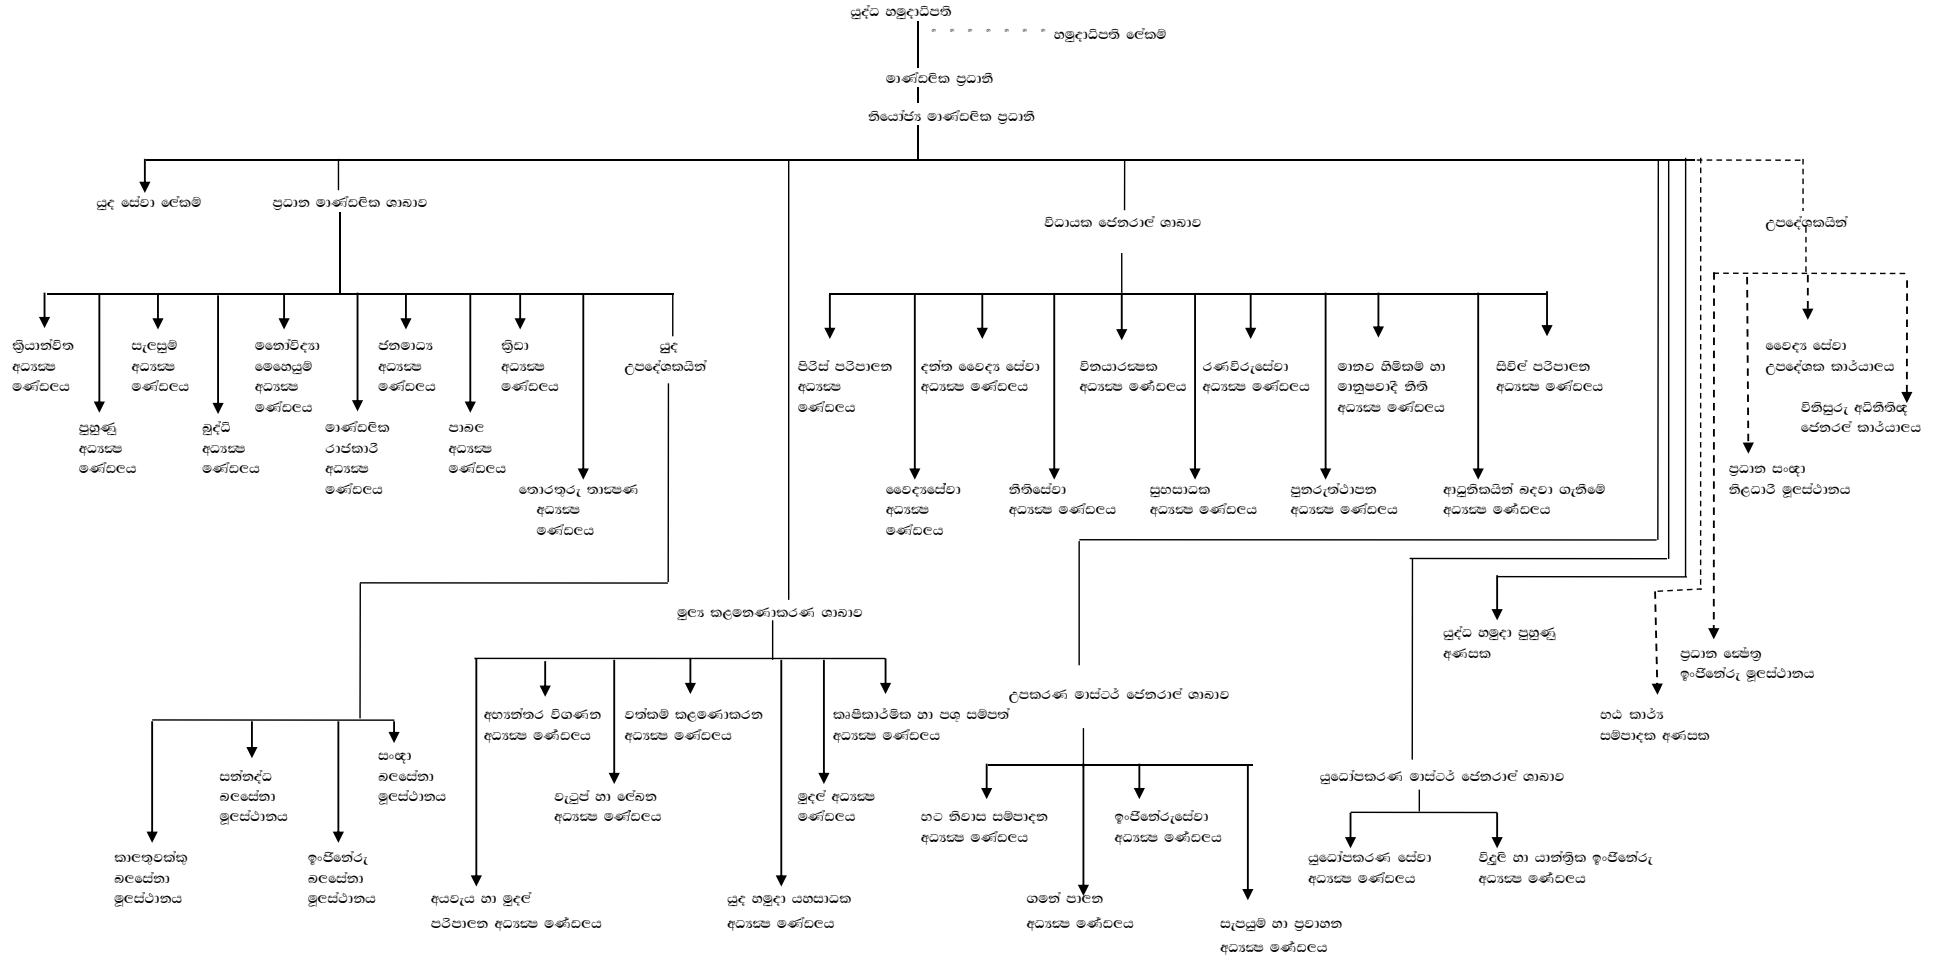 යුද්ධ හමුදාධිපති
හමුදාධිපති ලේකම්
මාණ්ඩලික ප්‍රධානී
නියෝජ්‍ය මාණ්ඩලික ප්‍රධානී
යුද සේවා ලේකම්
ප්‍රධාන මාණ්ඩලික ශාඛාව
විධායක ජෙනරාල් ශාඛාව
උපදේශකයින්
ක්‍රියාන්විත
අධ්‍යක්ෂ
මණ්ඩලය
සැලසුම්
අධ්‍යක්ෂ
මණ්ඩලය
මනෝවිද්‍යා
මෙහෙයුම්
අධ්‍යක්ෂ
මණ්ඩලය
ජනමාධ්‍ය
අධ්‍යක්ෂ
මණ්ඩලය
ක්‍රිඩා
අධ්‍යක්ෂ
මණ්ඩලය
යුද
උපදේශකයින්
පිරිස් පරිපාලන
අධ්‍යක්ෂ
මණ්ඩලය
දන්ත වෛද්‍ය සේවා
අධ්‍යක්ෂ මණ්ඩලය
විනයාරක්ෂක
අධ්‍යක්ෂ මණ්ඩලය
රණවිරුසේවා
අධ්‍යක්ෂ මණ්ඩලය
මානව හිමිකම් හා
මානුෂවාදී නීති
අධ්‍යක්ෂ මණ්ඩලය
සිවිල් පරිපාලන
අධ්‍යක්ෂ මණ්ඩලය
වෛද්‍ය සේවා
උපදේශක කාර්යාලය
විනිසුරු අධිනීතිඥ
ජෙනරල් කාර්යාලය
පුහුණු
අධ්‍යක්ෂ
මණ්ඩලය
බුද්ධි
අධ්‍යක්ෂ
මණ්ඩලය
මාණ්ඩලික
රාජකාරී
අධ්‍යක්ෂ
මණ්ඩලය
පාබල
අධ්‍යක්ෂ
මණ්ඩලය
තොරතුරු තාක්ෂණ
අධ්‍යක්ෂ
මණ්ඩලය
වෛද්‍යසේවා
අධ්‍යක්ෂ
මණ්ඩලය
නීතිසේවා
අධ්‍යක්ෂ මණ්ඩලය
සුභසාධක
අධ්‍යක්ෂ මණ්ඩලය
පුනරුත්ථාපන
අධ්‍යක්ෂ මණ්ඩලය
ආධුනිකයින් බදවා ගැනීමේ
අධ්‍යක්ෂ මණ්ඩලය
ප්‍රධාන සංඥා
නිළධාරී මූලස්ථානය
මුල්‍ය කළමනණාකරණ ශාඛාව
යුද්ධ හමුදා පුහුණු
අණසක
ප්‍රධාන ක්ෂේත්‍ර
ඉංජිනේරු මූලස්ථානය
උපකරණ මාස්ටර් ජෙනරාල් ශාඛාව
භඨ කාර්ය
සම්පාදක අණසක
අභ්‍යන්තර විගණන
අධ්‍යක්ෂ මණ්ඩලය
වත්කම් කළමණාකරන
අධ්‍යක්ෂ මණ්ඩලය
කෘෂිකාර්මික හා පශු සම්පත්
අධ්‍යක්ෂ මණ්ඩලය
සංඥා
බලසේනා
මූලස්ථානය
සන්නද්ධ
බලසේනා
මූලස්ථානය
යුධෝපකරණ මාස්ටර් ජෙනරාල් ශාඛාව
වැටුප් හා ලේඛන
අධ්‍යක්ෂ මණ්ඩලය
මුදල් අධ්‍යක්ෂ
මණ්ඩලය
භට නිවාස සම්පාදන
අධ්‍යක්ෂ මණ්ඩලය
ඉංජිනේරුසේවා
අධ්‍යක්ෂ මණ්ඩලය
කාලතුවක්කු
බලසේනා
මූලස්ථානය
ඉංජිනේරු
බලසේනා
මූලස්ථානය
යුධෝපකරණ සේවා
අධ්‍යක්ෂ මණ්ඩලය
විදුලි හා යාන්ත්‍රික ඉංජිනේරු
අධ්‍යක්ෂ මණ්ඩලය
අයවැය හා මුදල්
පරිපාලන අධ්‍යක්ෂ මණ්ඩලය
යුද හමුදා යහසාධක
අධ්‍යක්ෂ මණ්ඩලය
ගමන් පාලන
අධ්‍යක්ෂ මණ්ඩලය
සැපයුම් හා ප්‍රවාහන
අධ්‍යක්ෂ මණ්ඩලය